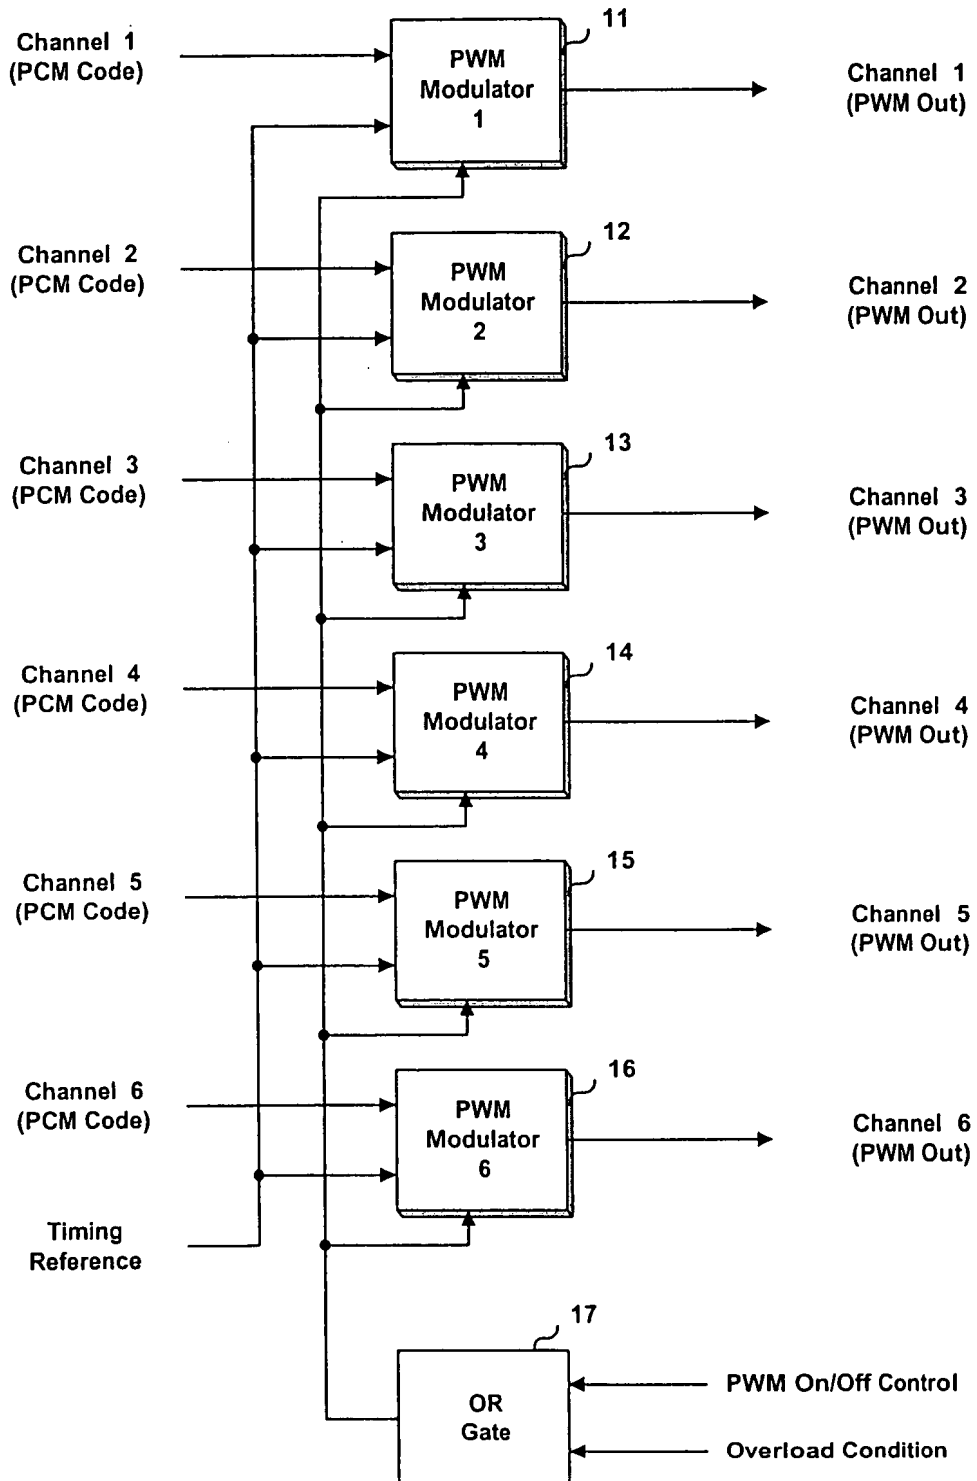 Channel 1
(PCM Code)
PWM
Modulator
1
11
Channel 1
(PWM Out)
Channel 2
(PCM Code)
PWM
Modulator
2
12
Channel 2
(PWM Out)
Channel 3
(PCM Code)
PWM
Modulator
3
13
Channel 3
(PWM Out)
Channel 4
(PCM Code)
PWM
Modulator
4
14
Channel 4
(PWM Out)
Channel 5
(PCM Code)
PWM
Modulator
5
15
Channel 5
(PWM Out)
Channel 6
(PCM Code)
PWM
Modulator
6
16
Channel 6
(PWM Out)
Timing
Reference
17
OR
Gate
PWM On/Off Control
Overload Condition